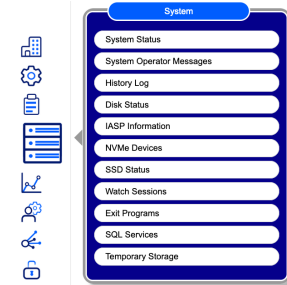 System
System Status
System Operator Messages
History Log
Disk Status
IASP Information
NVMe Devices
SSD Status
Watch Sessions
Exit Programs
SQL Services
Temporary Storage